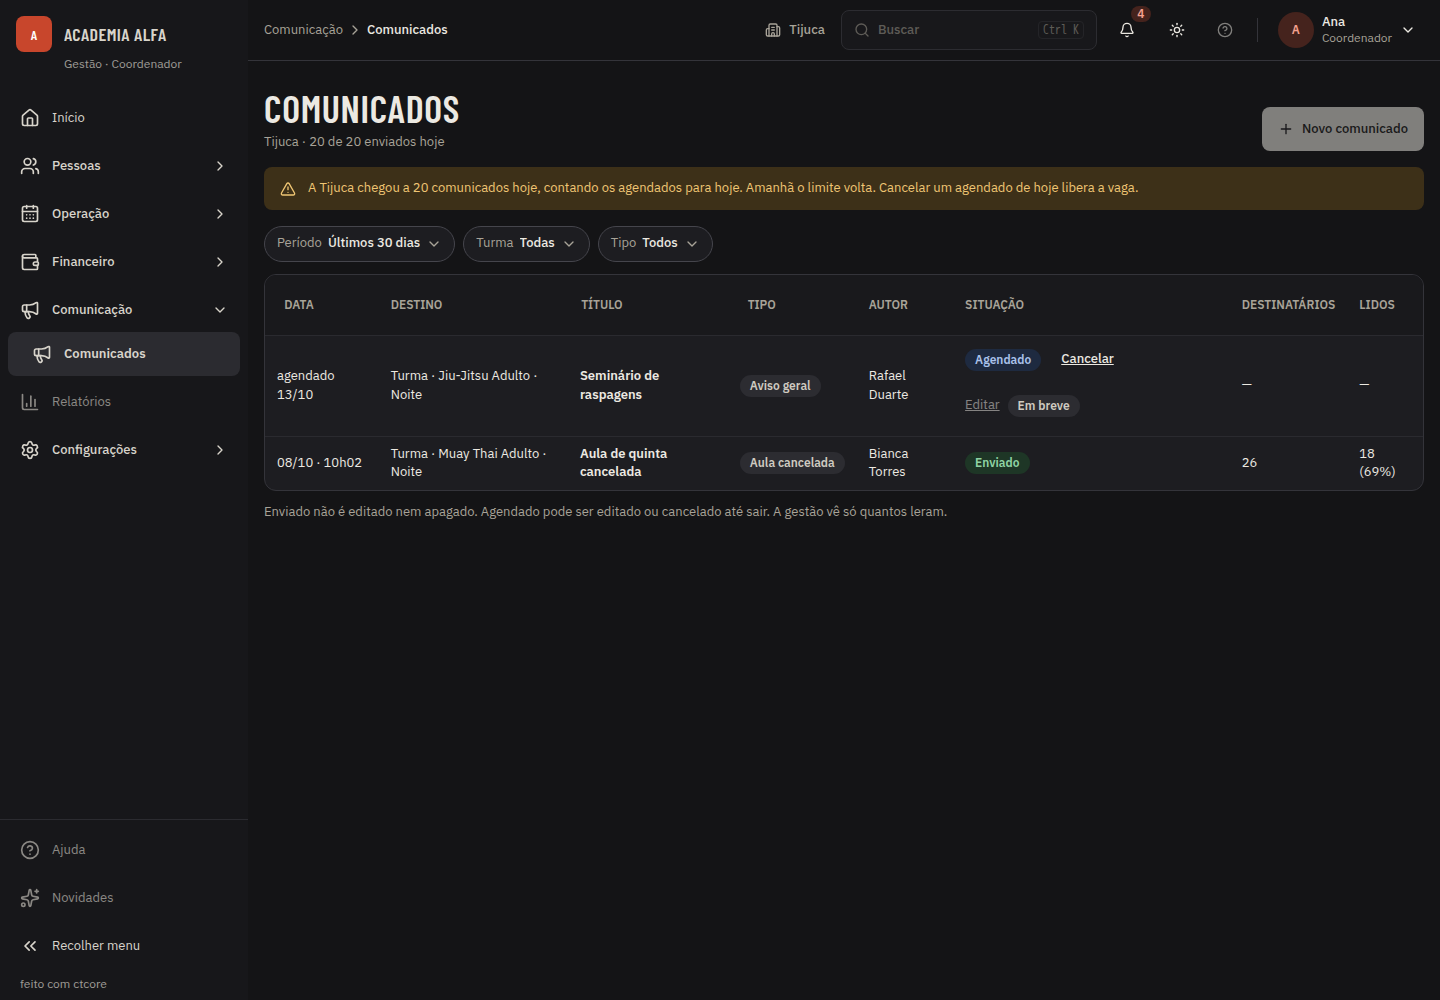 A
ACADEMIA ALFA
Gestão · Coordenador
Início
Pessoas
Operação
Financeiro
Comunicação
Comunicados
Relatórios
Configurações
Ajuda
Novidades
Recolher menu
feito com ctcore
Comunicação > Comunicados
Tijuca
Buscar
Ctrl K
4
A
Ana
Coordenador
COMUNICADOS
Tijuca · 20 de 20 enviados hoje
Novo comunicado
A Tijuca chegou a 20 comunicados hoje, contando os agendados para hoje. Amanhã o limite volta. Cancelar um agendado de hoje libera a vaga.
Período Últimos 30 dias
Turma Todas
Tipo Todos
DATA DESTINO TÍTULO TIPO AUTOR SITUAÇÃO DESTINATÁRIOS LIDOS
agendado
13/10
Turma · Jiu-Jitsu Adulto ·
Noite
Seminário de
raspagens
Aviso geral
Rafael
Duarte
Agendado Cancelar
Editar Em breve
—
—
08/10 · 10h02
Turma · Muay Thai Adulto ·
Noite
Aula de quinta
cancelada
Aula cancelada
Bianca
Torres
Enviado
26
18
(69%)
Enviado não é editado nem apagado. Agendado pode ser editado ou cancelado até sair. A gestão vê só quantos leram.